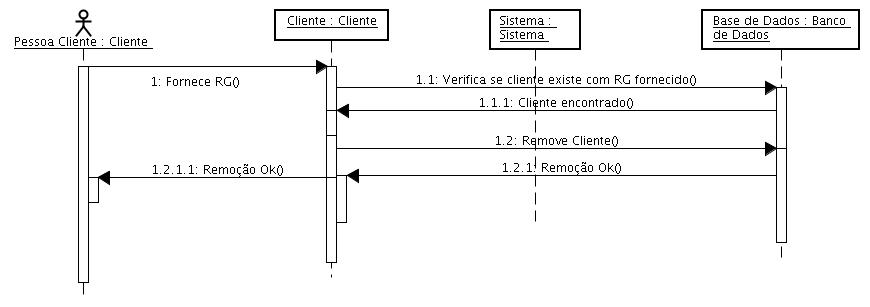 Pessoa Cliente : Cliente
Cliente : Cliente
Sistema :
Sistema
Base de Dados : Banco
de Dados
1: Fornece RG()
1.1: Verifica se cliente existe com RG fornecido()
1.1.1: Cliente encontrado()
1.2: Remove Cliente()
1.2.1: Remoção Ok()
1.2.1.1: Remoção Ok()